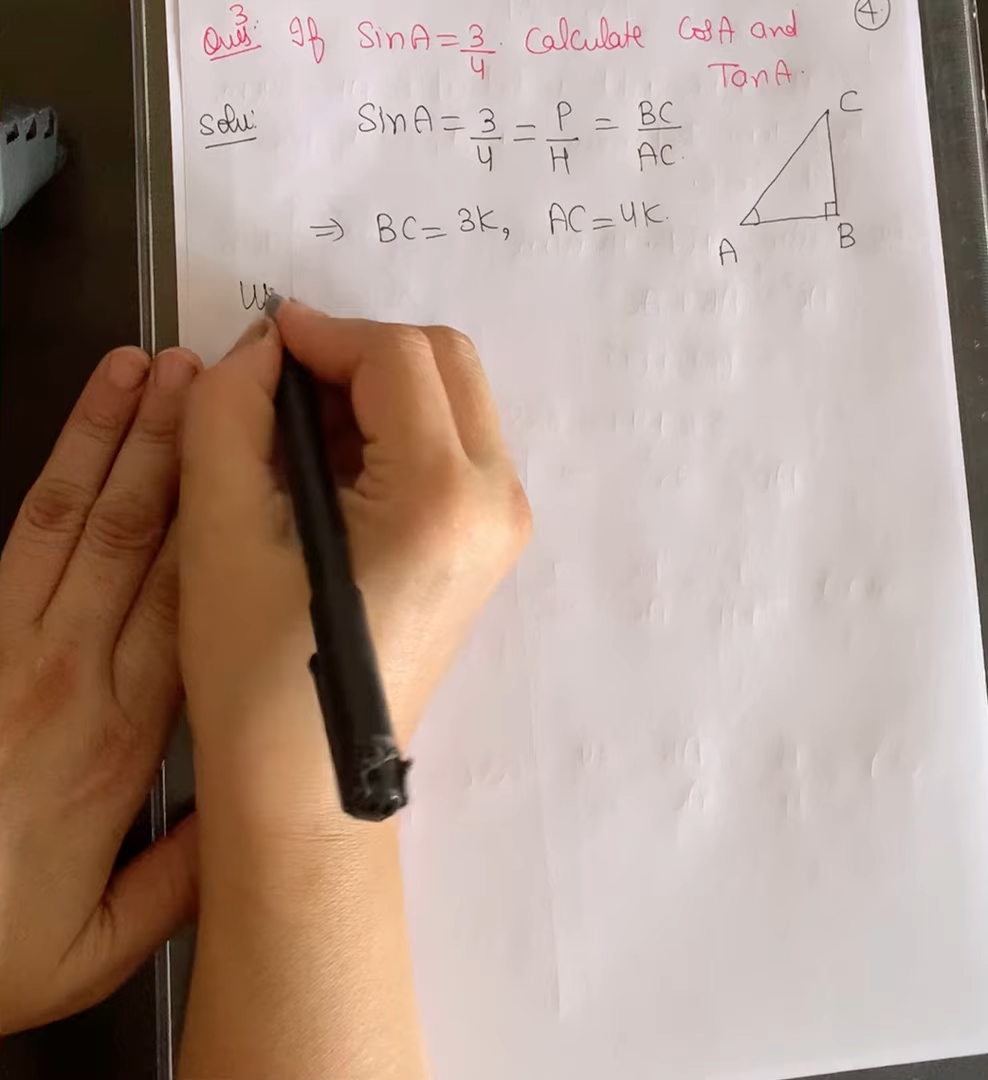 ④
Ques 3: If SinA = 3/4. Calculate CosA and
TanA.
Solu: SinA = 3/4 = P/H = BC/AC.
⇒ BC = 3K, AC = 4K.
C
A
B